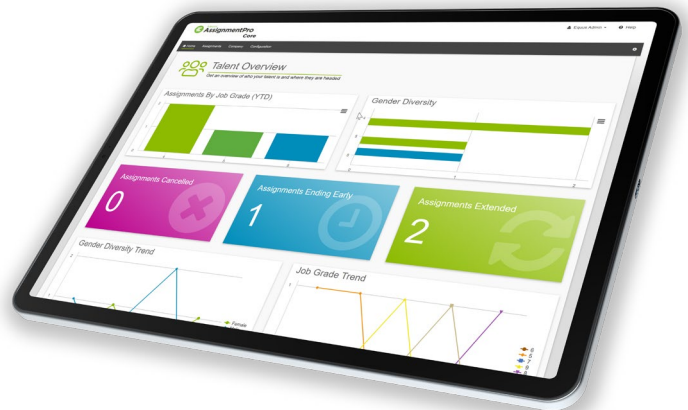 AssignmentPro
Core
Equus Admin
Help
Home Assignments Company Configuration
Talent Overview
Get an overview of who your talent is and where they are headed
Assignments By Job Grade (YTD)
Gender Diversity
Assignments Cancelled
0
Assignments Ending Early
1
Assignments Extended
2
Gender Diversity Trend
Job Grade Trend
Female